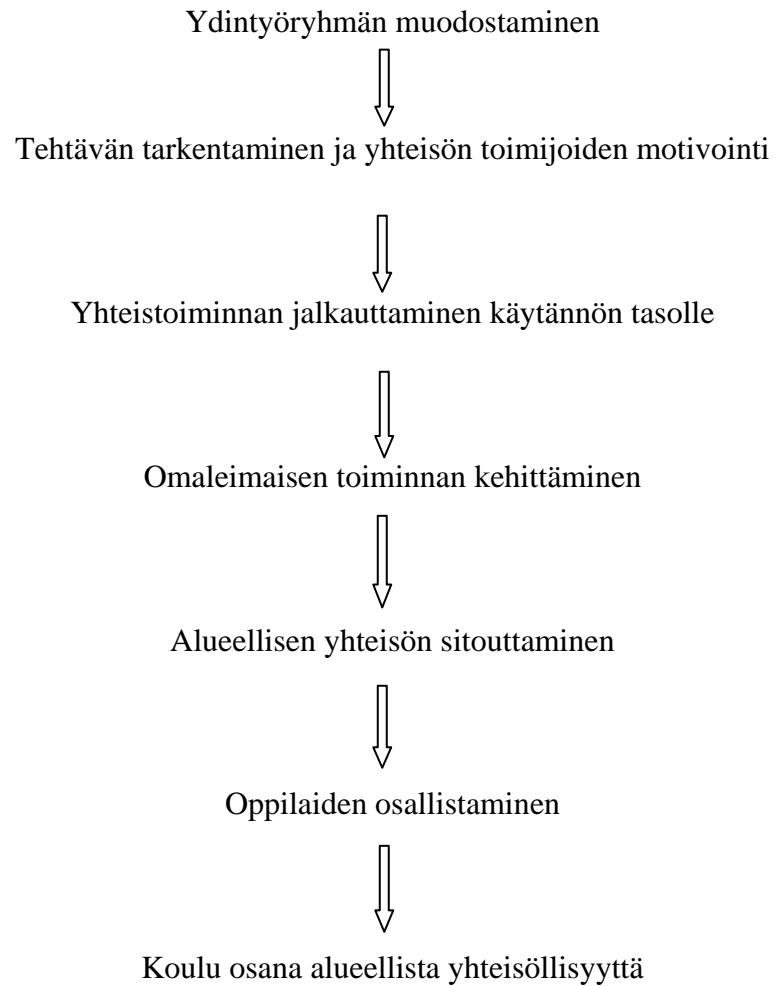 Ydintyöryhmän muodostaminen
Tehtävän tarkentaminen ja yhteisön toimijoiden motivointi
Yhteistoiminnan jalkauttaminen käytännön tasolle
Omaleimaisen toiminnan kehittäminen
Alueellisen yhteisön sitouttaminen
Oppilaiden osallistaminen
Koulu osana alueellista yhteisöllisyyttä